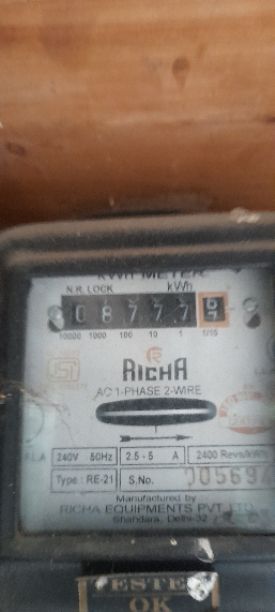 kWh METER
N.R. LOCK kWh
0 8 7 7 7
10000 1000 100 10 1 1/10
RICHA
AC 1-PHASE 2-WIRE
240V 50Hz 2.5 - 5 A 2400 Revs/kWh
Type : RE-21 S.No. 00569
Manufactured by
RICHA EQUIPMENTS PVT. LTD.
Shahdara, Delhi-32
TESTED
OK